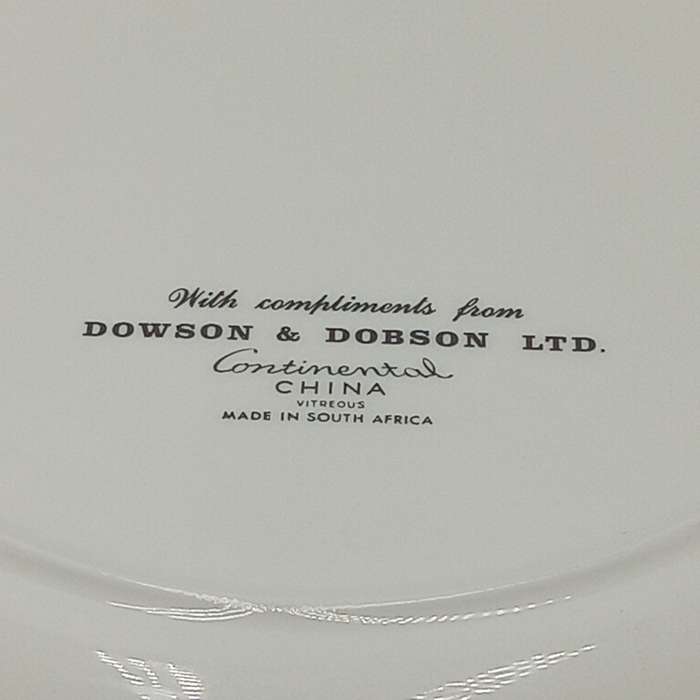 With compliments from
DOWSON & DOBSON LTD.
Continental
CHINA
VITREOUS
MADE IN SOUTH AFRICA